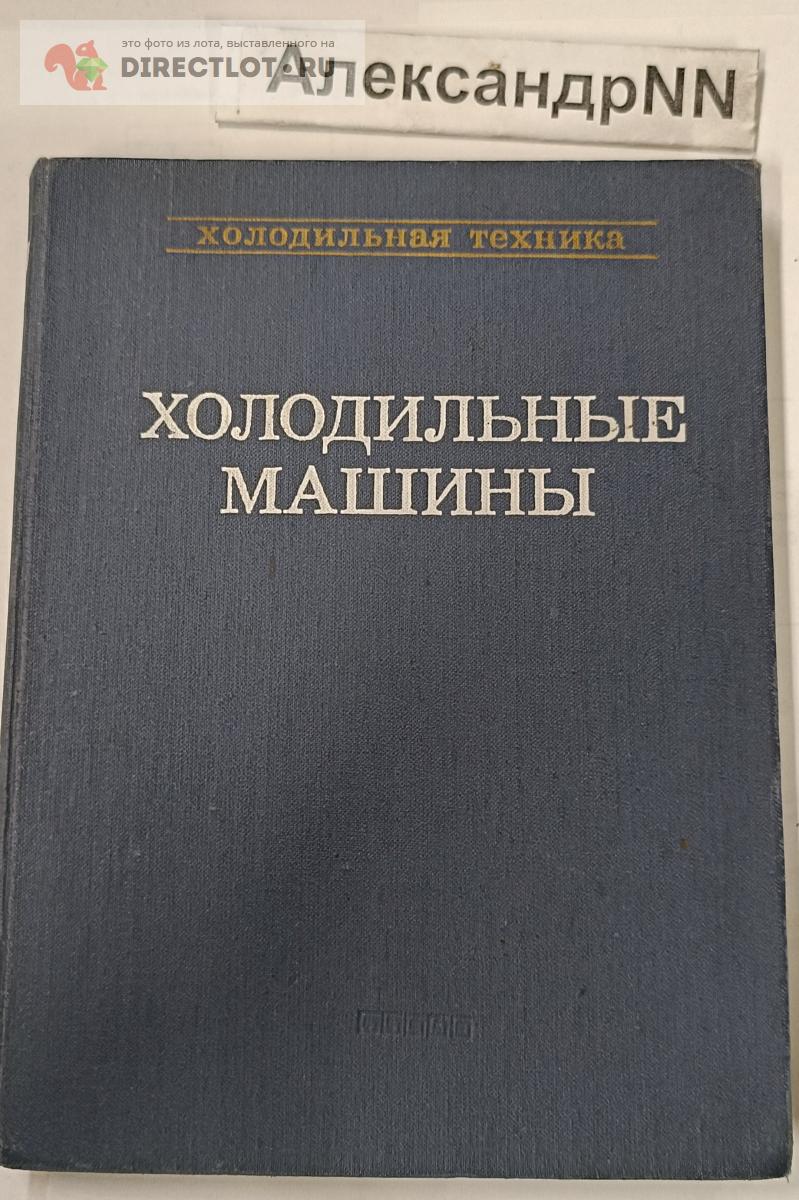 это фото из лота, выставленного на
DIRECTLOT.RU
АлександрNN
холодильная техника
ХОЛОДИЛЬНЫЕ
МАШИНЫ